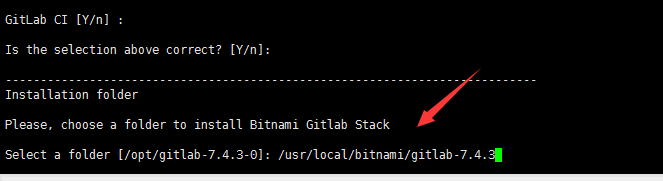 GitLab CI [Y/n] :
Is the selection above correct? [Y/n]:
----------------------------------------------------------------------------
Installation folder
Please, choose a folder to install Bitnami Gitlab Stack
Select a folder [/opt/gitlab-7.4.3-0]: /usr/local/bitnami/gitlab-7.4.3